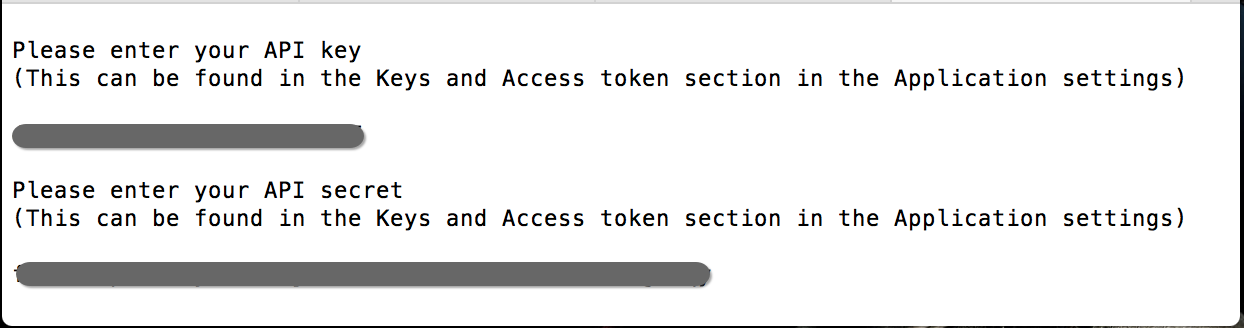 Please enter your API key
(This can be found in the Keys and Access token section in the Application settings)
Please enter your API secret
(This can be found in the Keys and Access token section in the Application settings)